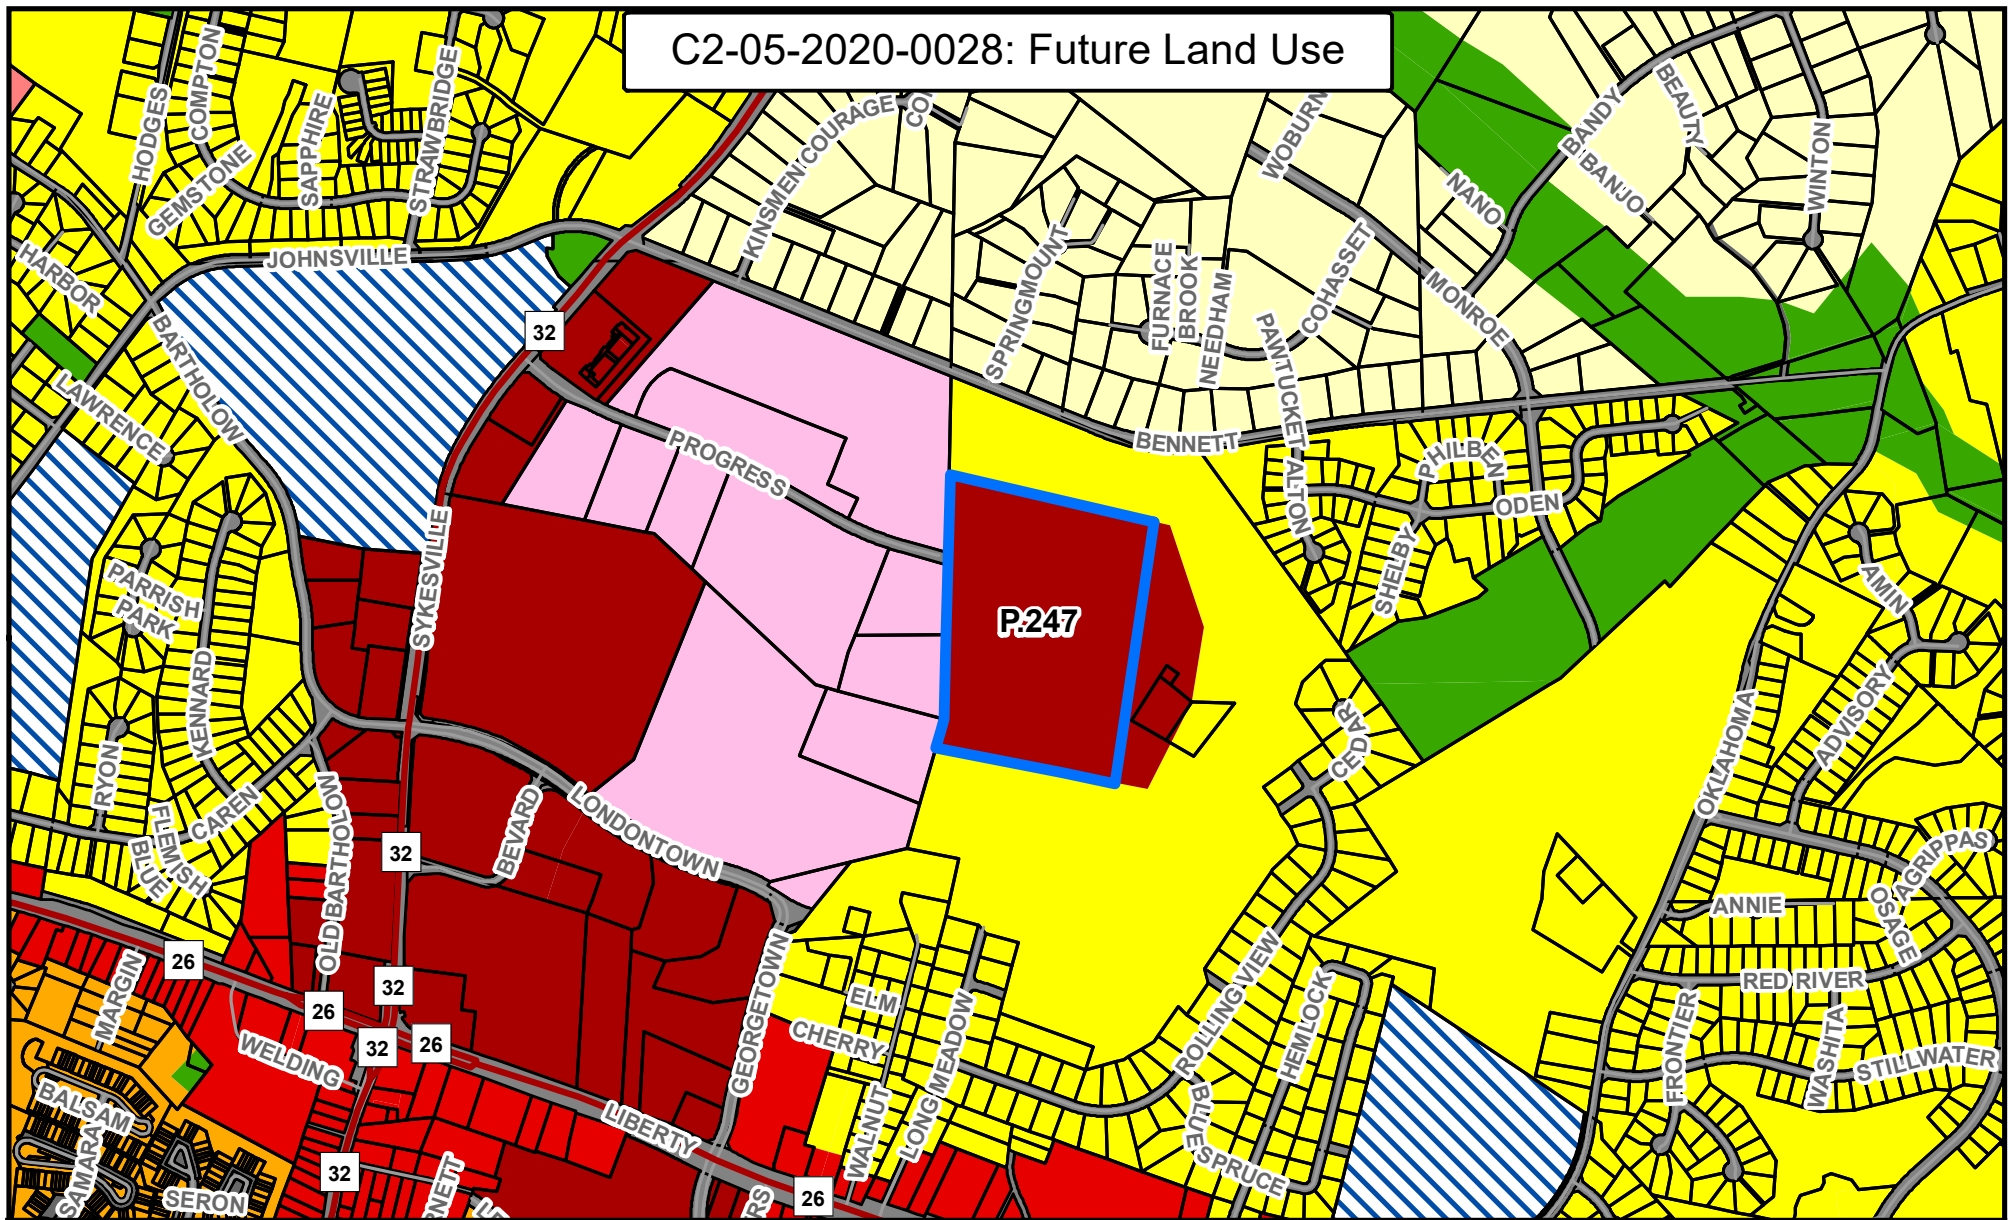 C2-05-2020-0028: Future Land Use
HODGES
COMPTON
GEMSTONE
SAPPHIRE
STRAWBRIDGE
KINSMEN COURAGE
WOBURN
BANDY
BEAUTY
BANJO
WINTON
NANO
HARBOR
JOHNSVILLE
SPRINGMOUNT
FURNACE
BROOK
NEEDHAM
COHASSET
MONROE
32
BARTHOLOW
LAWRENCE
PAWTUCKET
PROGRESS
BENNETT
ALTON
PHILBEN
ODEN
SHELBY
SYKESVILLE
PARRISH
PARK
P.247
AMIN
KENNARD
ADVISORY
OKLAHOMA
CEDAR
RYON
CAREN
FLEMISH
BLUE
OLD BARTHOLOW
BEVARD
LONDONTOWN
32
AGRIPPAS
OSAGE
ANNIE
RED RIVER
MARGIN
26
32
26
26
32
WELDING
GEORGETOWN
ELM
CHERRY
LONG MEADOW
WALNUT
ROLLING VIEW
HEMLOCK
FRONTIER
WASHITA
STILLWATER
BALSAM
SAMARA
SERON
32
LIBERTY
26
BLUE SPRUCE